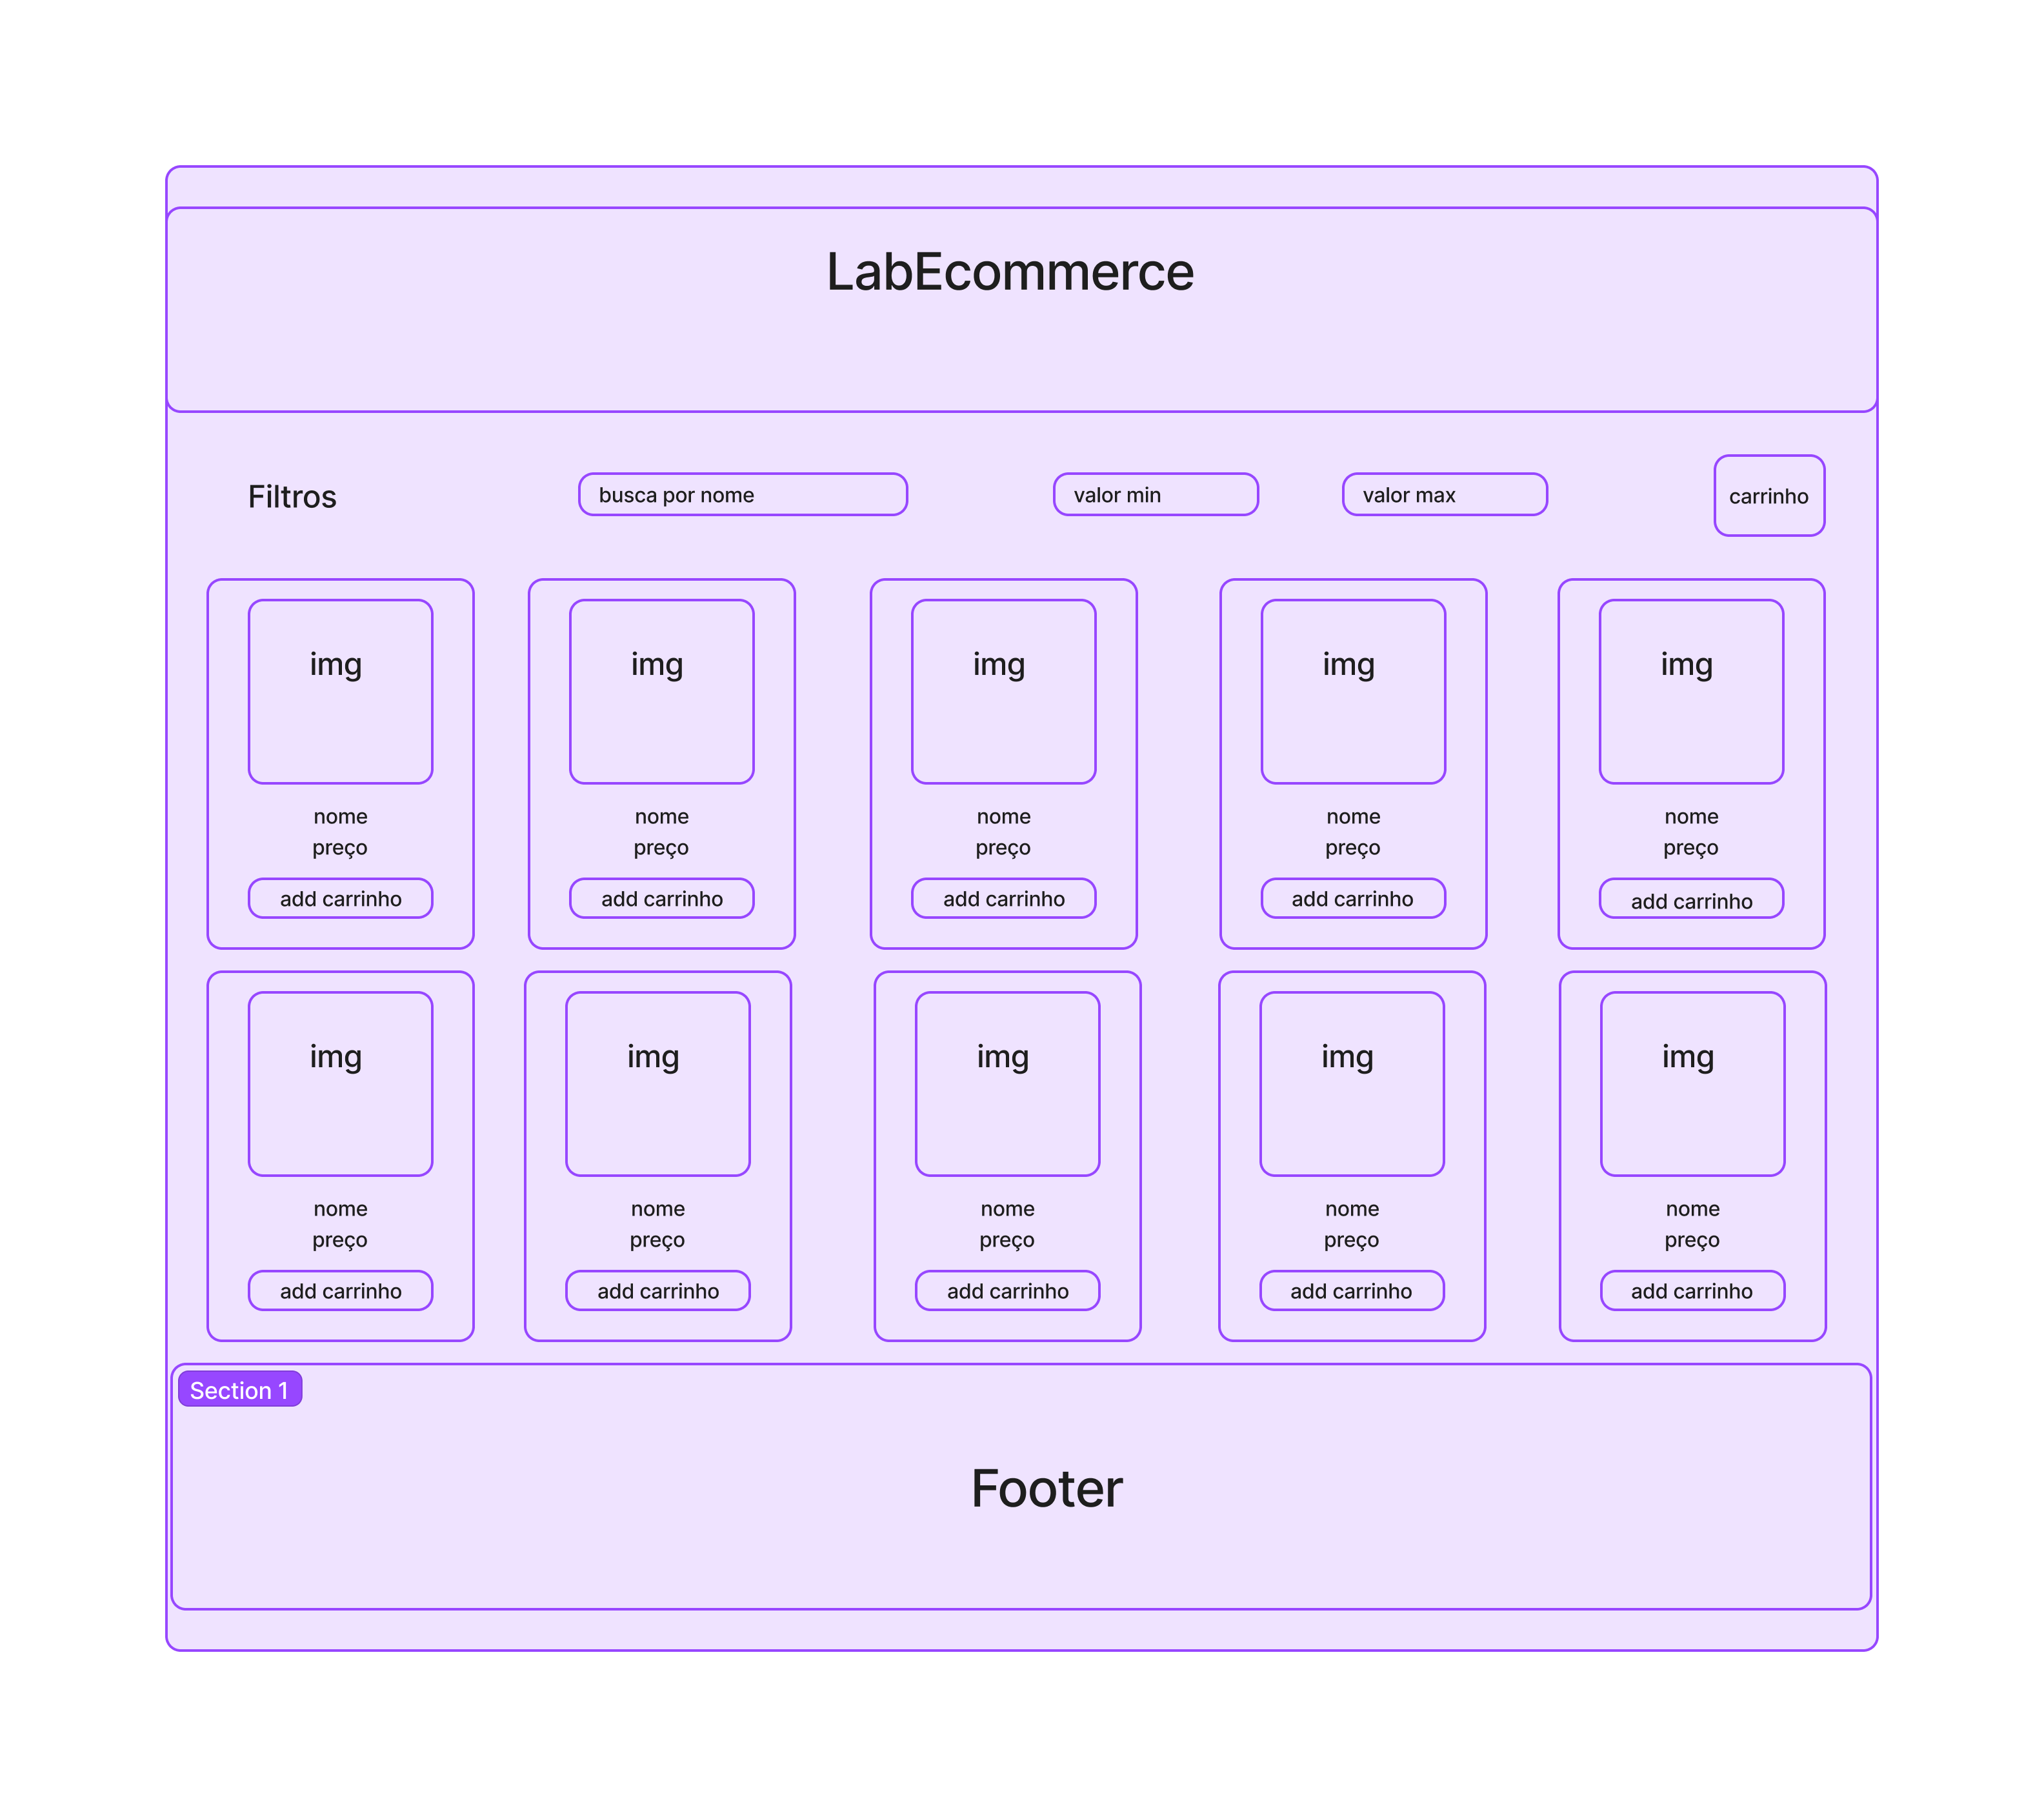 LabEcommerce
Filtros
busca por nome
valor min
valor max
carrinho
img
img
img
img
img
nome
nome
nome
nome
nome
preço
preço
preço
preço
preço
add carrinho
add carrinho
add carrinho
add carrinho
add carrinho
img
img
img
img
img
nome
nome
nome
nome
nome
preço
preço
preço
preço
preço
add carrinho
add carrinho
add carrinho
add carrinho
add carrinho
Section 1
Footer